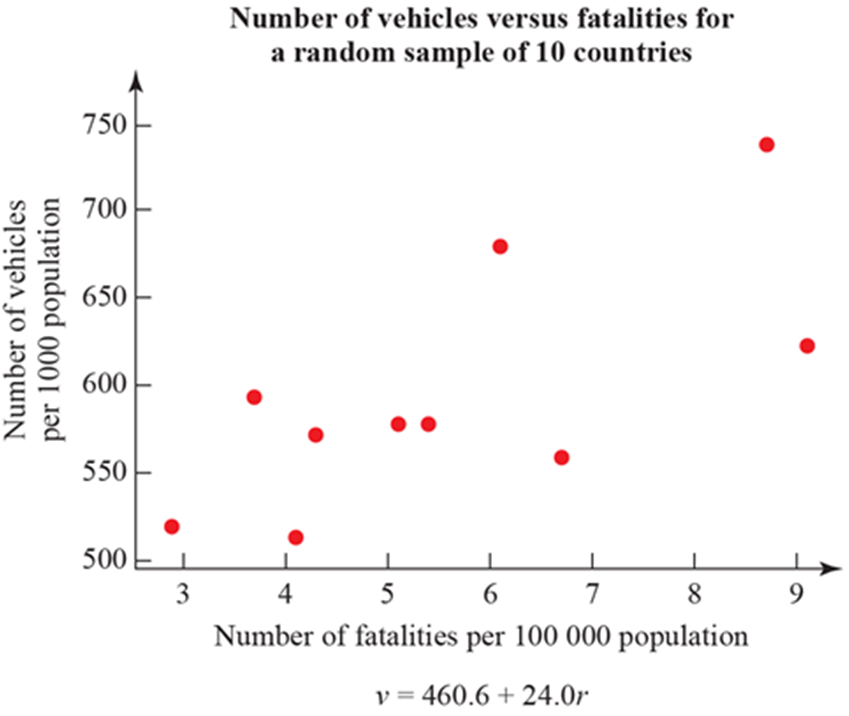 Number of vehicles versus fatalities for
a random sample of 10 countries
Number of vehicles
per 1000 population
750
700
650
600
550
500
3 4 5 6 7 8 9
Number of fatalities per 100 000 population
v = 460.6 + 24.0r